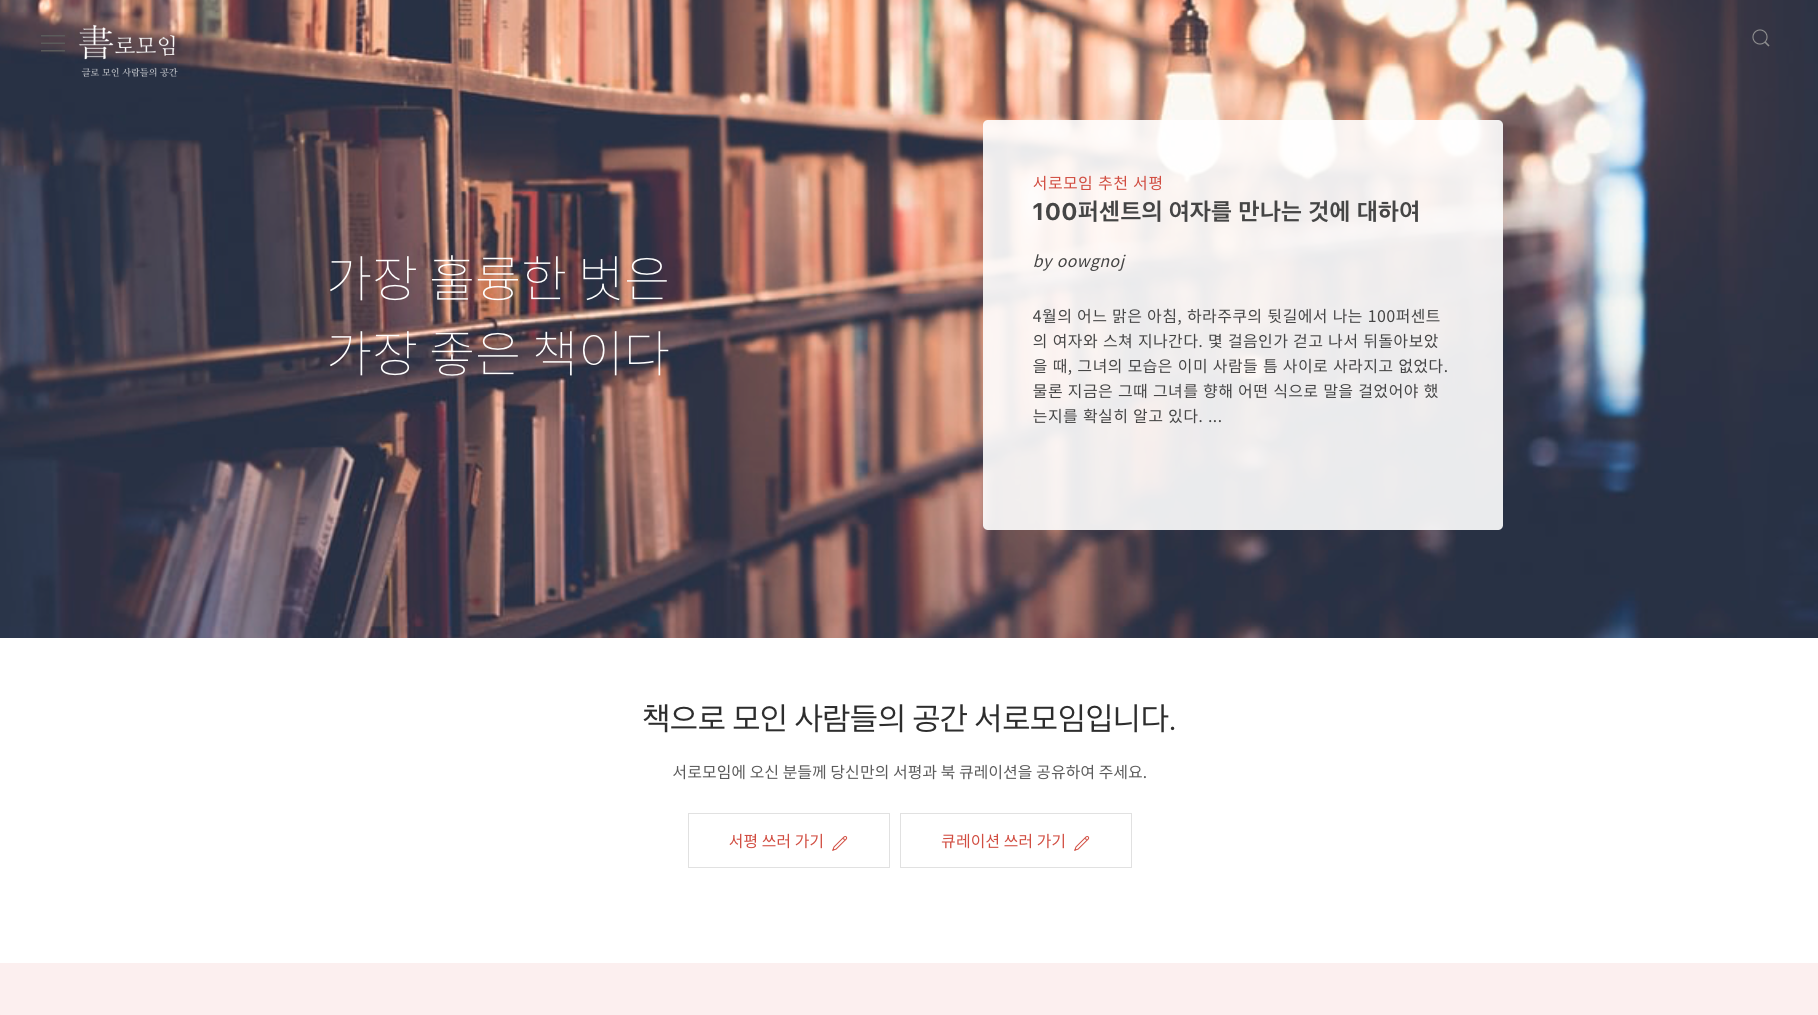 書로모임
글로 모인 사람들의 공간
가장 훌륭한 벗은
가장 좋은 책이다
서로모임 추천 서평
100퍼센트의 여자를 만나는 것에 대하여
by oowgnoj
4월의 어느 맑은 아침, 하라주쿠의 뒷길에서 나는 100퍼센트
의 여자와 스쳐 지나간다. 몇 걸음인가 걷고 나서 뒤돌아보았
을 때, 그녀의 모습은 이미 사람들 틈 사이로 사라지고 없었다.
물론 지금은 그때 그녀를 향해 어떤 식으로 말을 걸었어야 했
는지를 확실히 알고 있다. ...
책으로 모인 사람들의 공간 서로모임입니다.
서로모임에 오신 분들께 당신만의 서평과 북 큐레이션을 공유하여 주세요.
서평 쓰러 가기
큐레이션 쓰러 가기